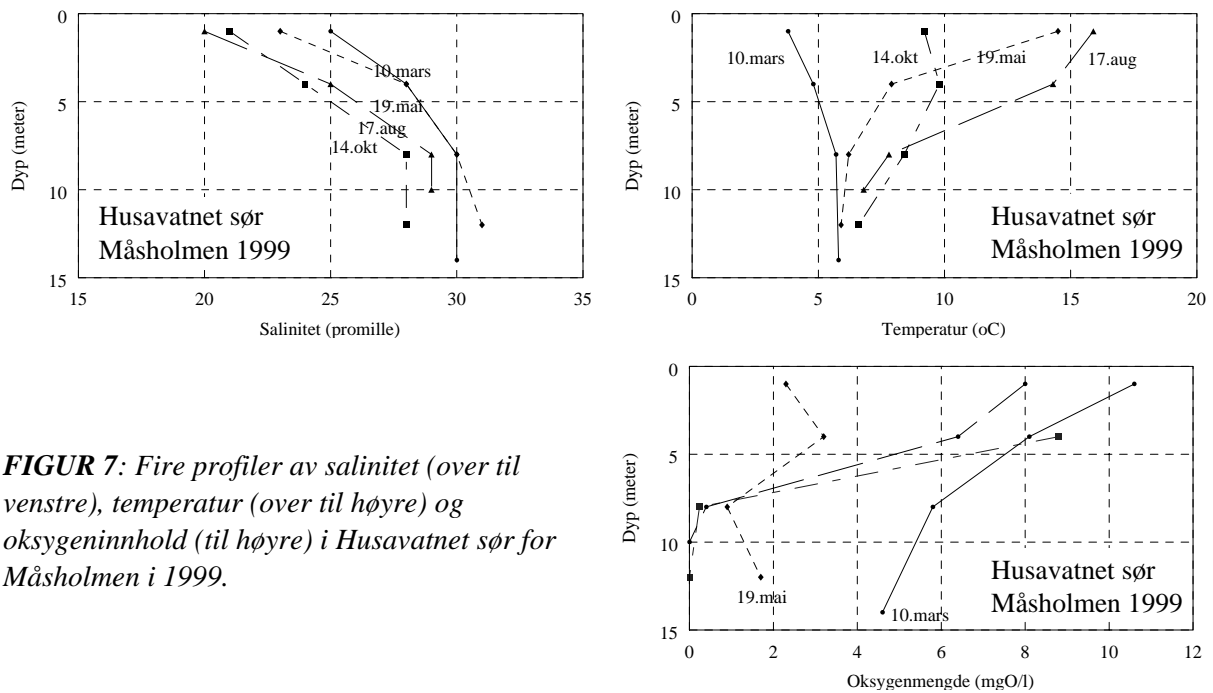 0
5
10
15
Dyp (meter)
10.mars
19.mai
17.aug
14.okt
Husavatnet sør
Måsholmen 1999
15 20 25 30 35
Salinitet (promille)
0
5
10
15
Dyp (meter)
10.mars 14.okt 19.mai 17.aug
Husavatnet sør
Måsholmen 1999
0 5 10 15 20
Temperatur (oC)
FIGUR 7: Fire profiler av salinitet (over til
venstre), temperatur (over til høyre) og
oksygeninnhold (til høyre) i Husavatnet sør for
Måsholmen i 1999.
0
5
10
15
Dyp (meter)
19.mai
10.mars
Husavatnet sør
Måsholmen 1999
0 2 4 6 8 10 12
Oksygenmengde (mgO/l)